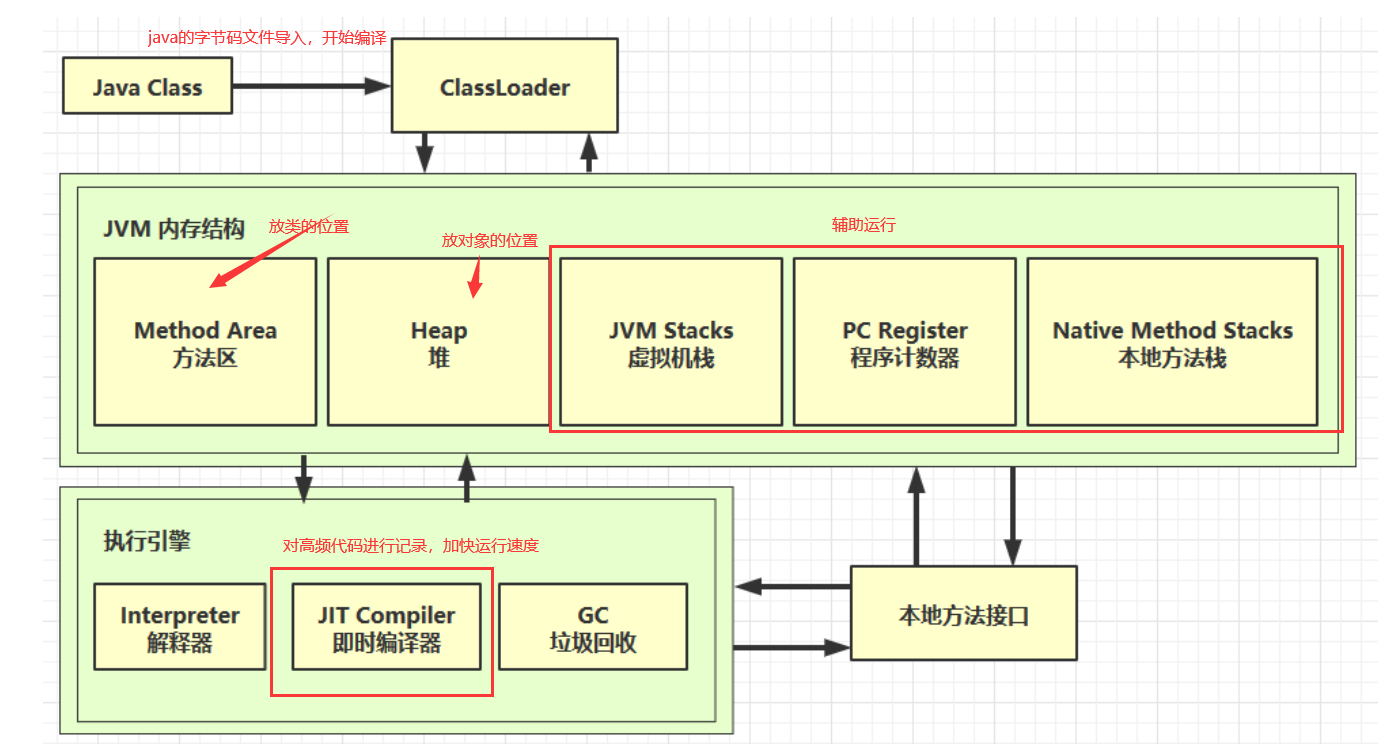 java的字节码文件导入，开始编译
Java Class
ClassLoader
JVM 内存结构
放类的位置
放对象的位置
辅助运行
Method Area
方法区
Heap
堆
JVM Stacks
虚拟机栈
PC Register
程序计数器
Native Method Stacks
本地方法栈
执行引擎
对高频代码进行记录，加快运行速度
Interpreter
解释器
JIT Compiler
即时编译器
GC
垃圾回收
本地方法接口